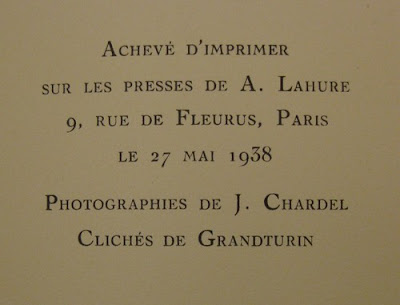 Achevé d'imprimer
sur les presses de A. Lahure
9, rue de Fleurus, Paris
le 27 mai 1938
Photographies de J. Chardel
Clichés de Grandturin